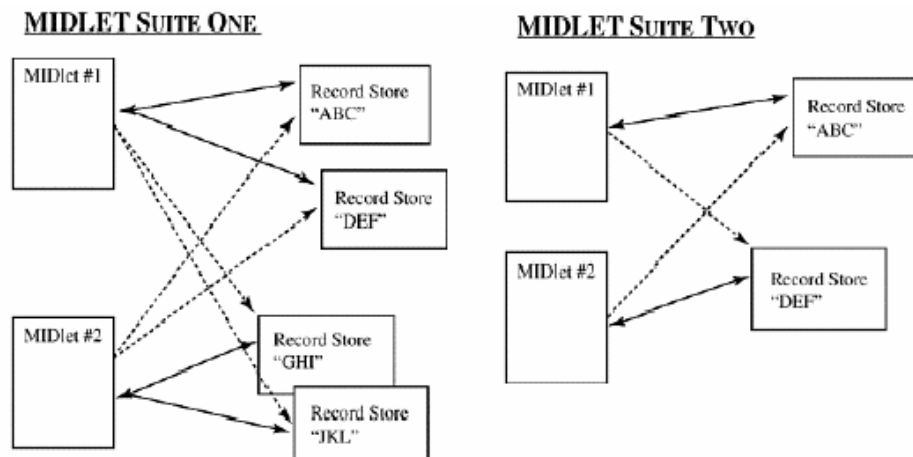 MIDLET SUITE ONE
MIDLET SUITE TWO
MIDlet #1
Record Store
“ABC”
Record Store
“DEF”
MIDlet #2
Record Store
“GHI”
Record Store
“JKL”
MIDlet #1
Record Store
“ABC”
MIDlet #2
Record Store
“DEF”